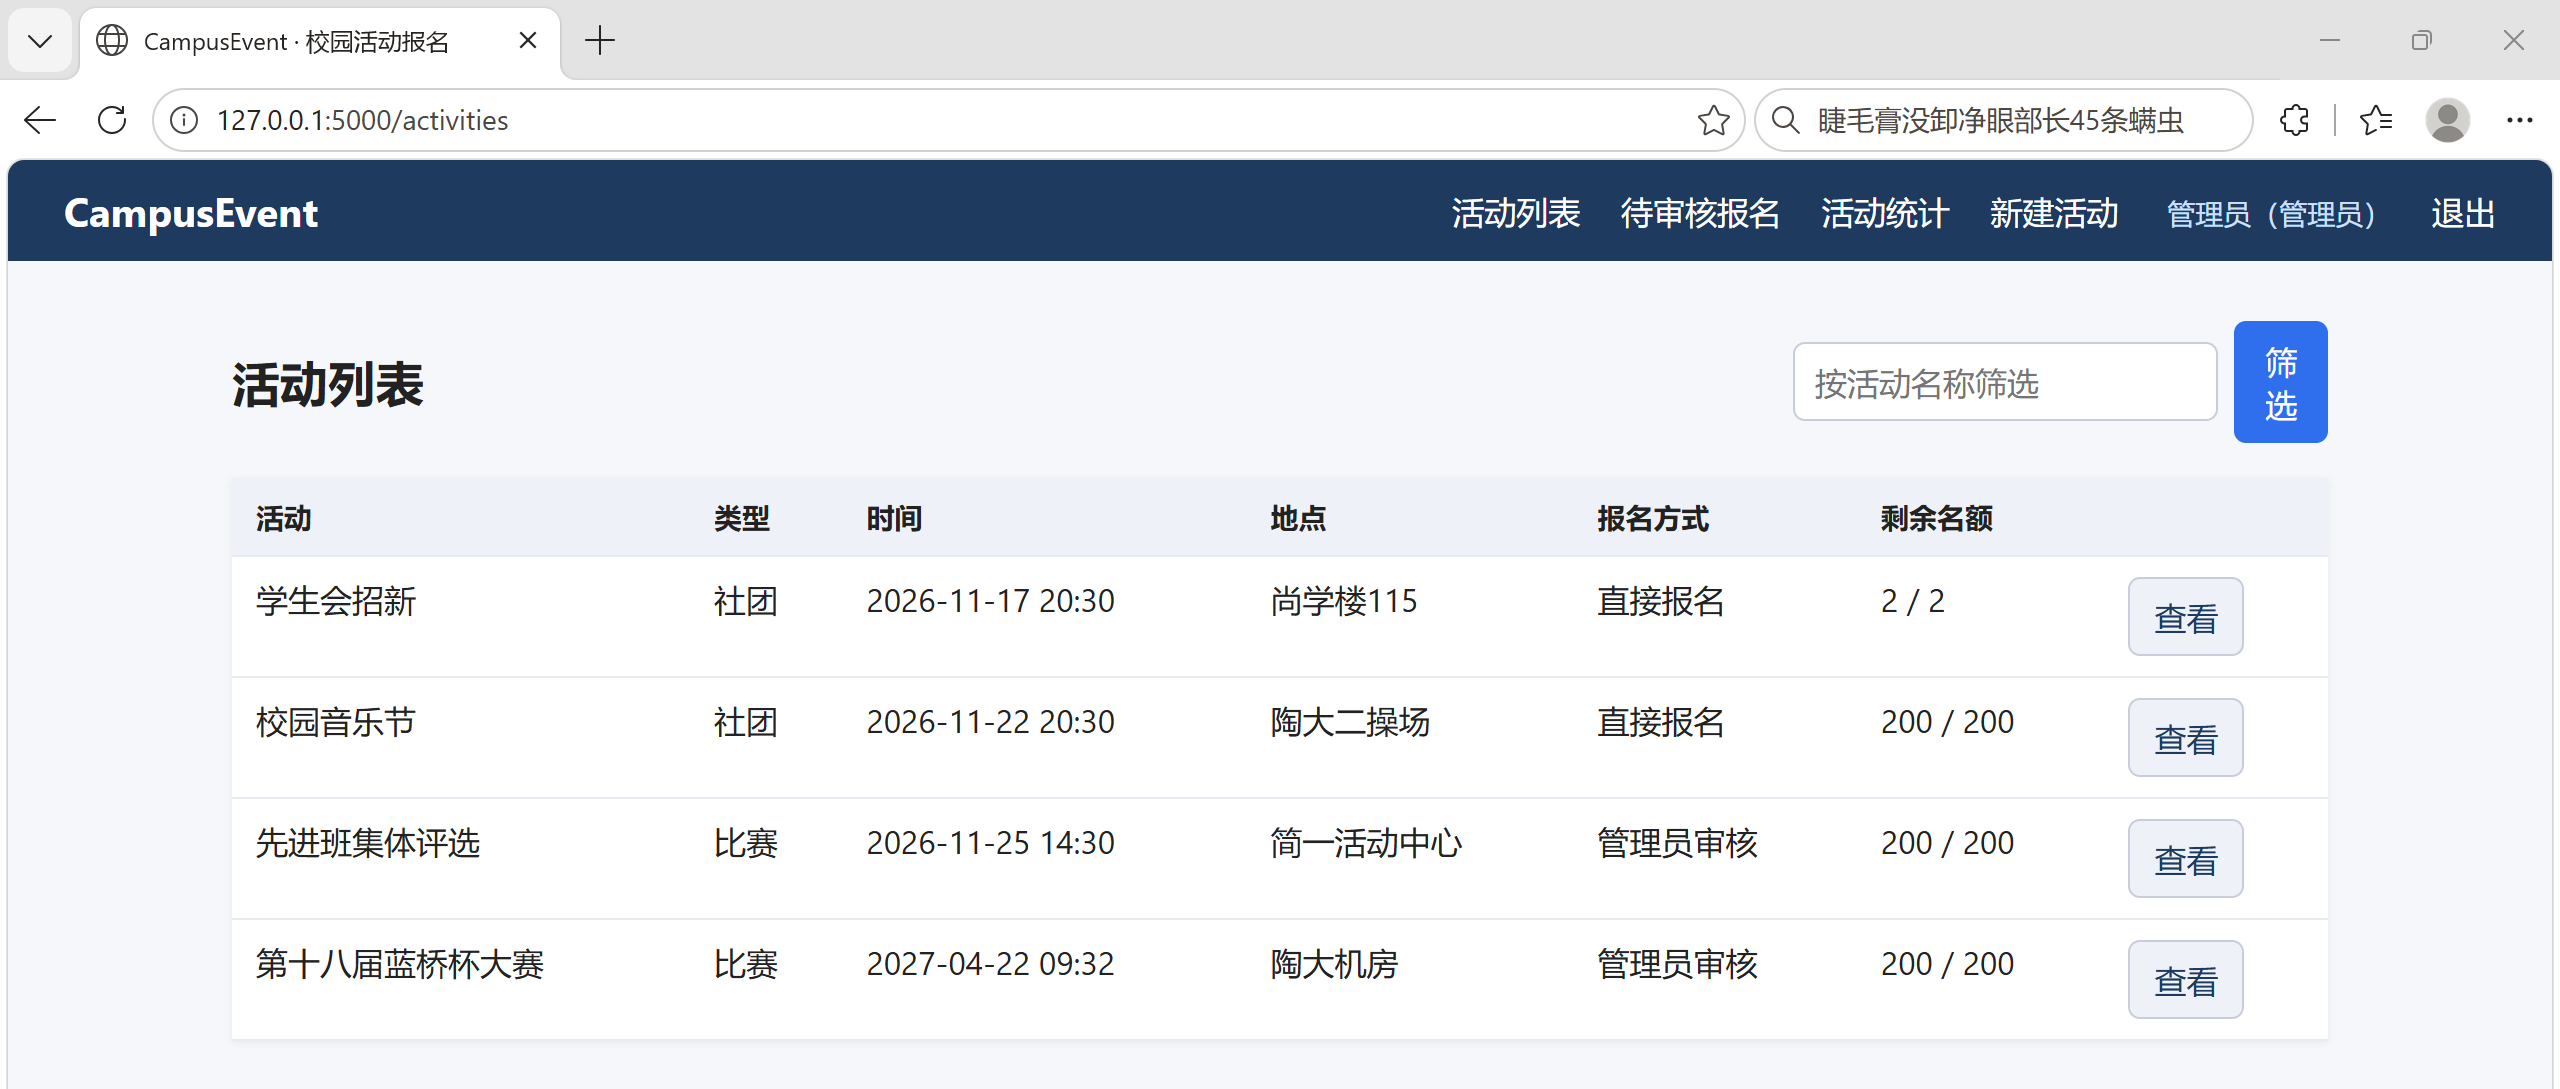 CampusEvent · 校园活动报名
127.0.0.1:5000/activities
睫毛膏没卸净眼部长45条螨虫
CampusEvent 活动列表 待审核报名 活动统计 新建活动 管理员（管理员） 退出
活动列表
按活动名称筛选
筛选
活动 类型 时间 地点 报名方式 剩余名额
学生会招新 社团 2026-11-17 20:30 尚学楼115 直接报名 2 / 2 查看
校园音乐节 社团 2026-11-22 20:30 陶大二操场 直接报名 200 / 200 查看
先进班集体评选 比赛 2026-11-25 14:30 简一活动中心 管理员审核 200 / 200 查看
第十八届蓝桥杯大赛 比赛 2027-04-22 09:32 陶大机房 管理员审核 200 / 200 查看